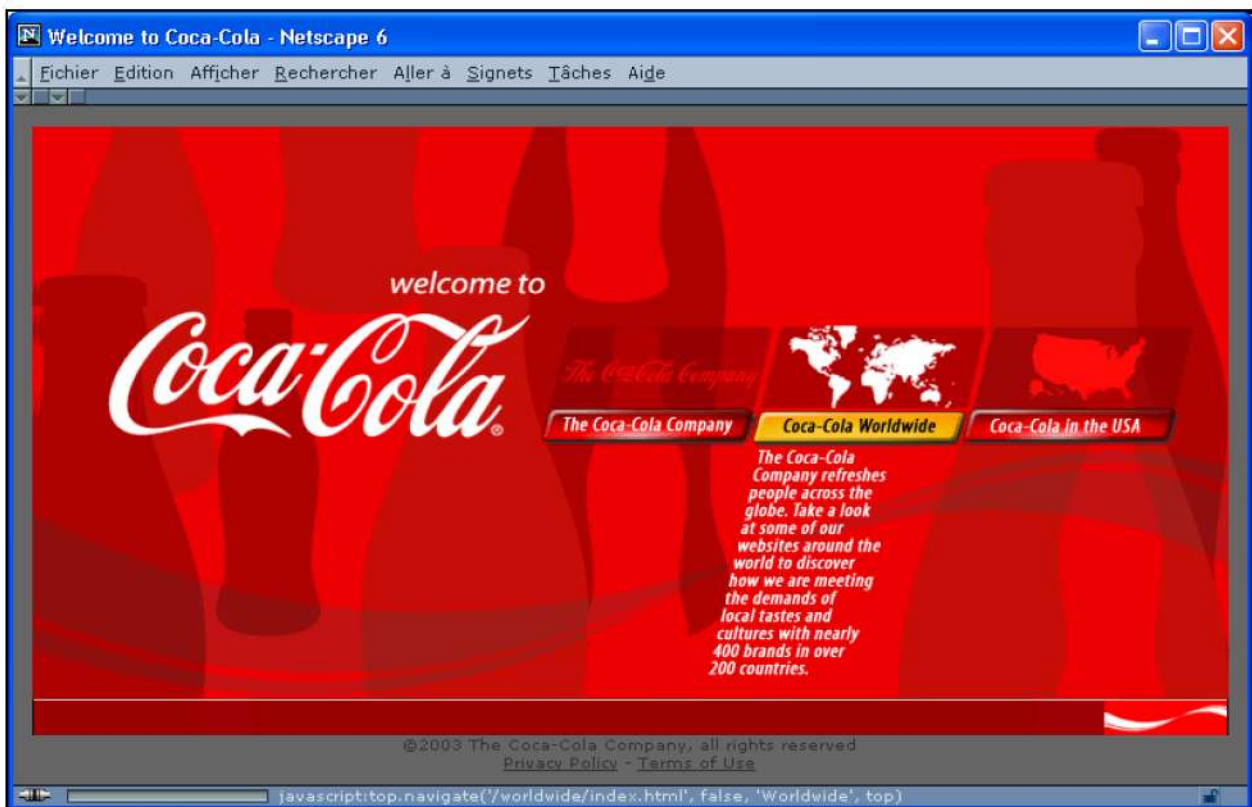 Welcome to Coca-Cola - Netscape 6
Fichier Edition Afficher Rechercher Aller à Signets Tâches Aide
welcome to
Coca-Cola®
The Coca-Cola Company
The Coca-Cola Company Coca-Cola Worldwide Coca-Cola in the USA
The Coca-Cola
Company refreshes
people across the
globe. Take a look
at some of our
websites around the
world to discover
how we are meeting
the demands of
local tastes and
cultures with nearly
400 brands in over
200 countries.
©2003 The Coca-Cola Company, all rights reserved
Privacy Policy - Terms of Use
javascript:top.navigate('/worldwide/index.html', false, 'Worldwide', top)